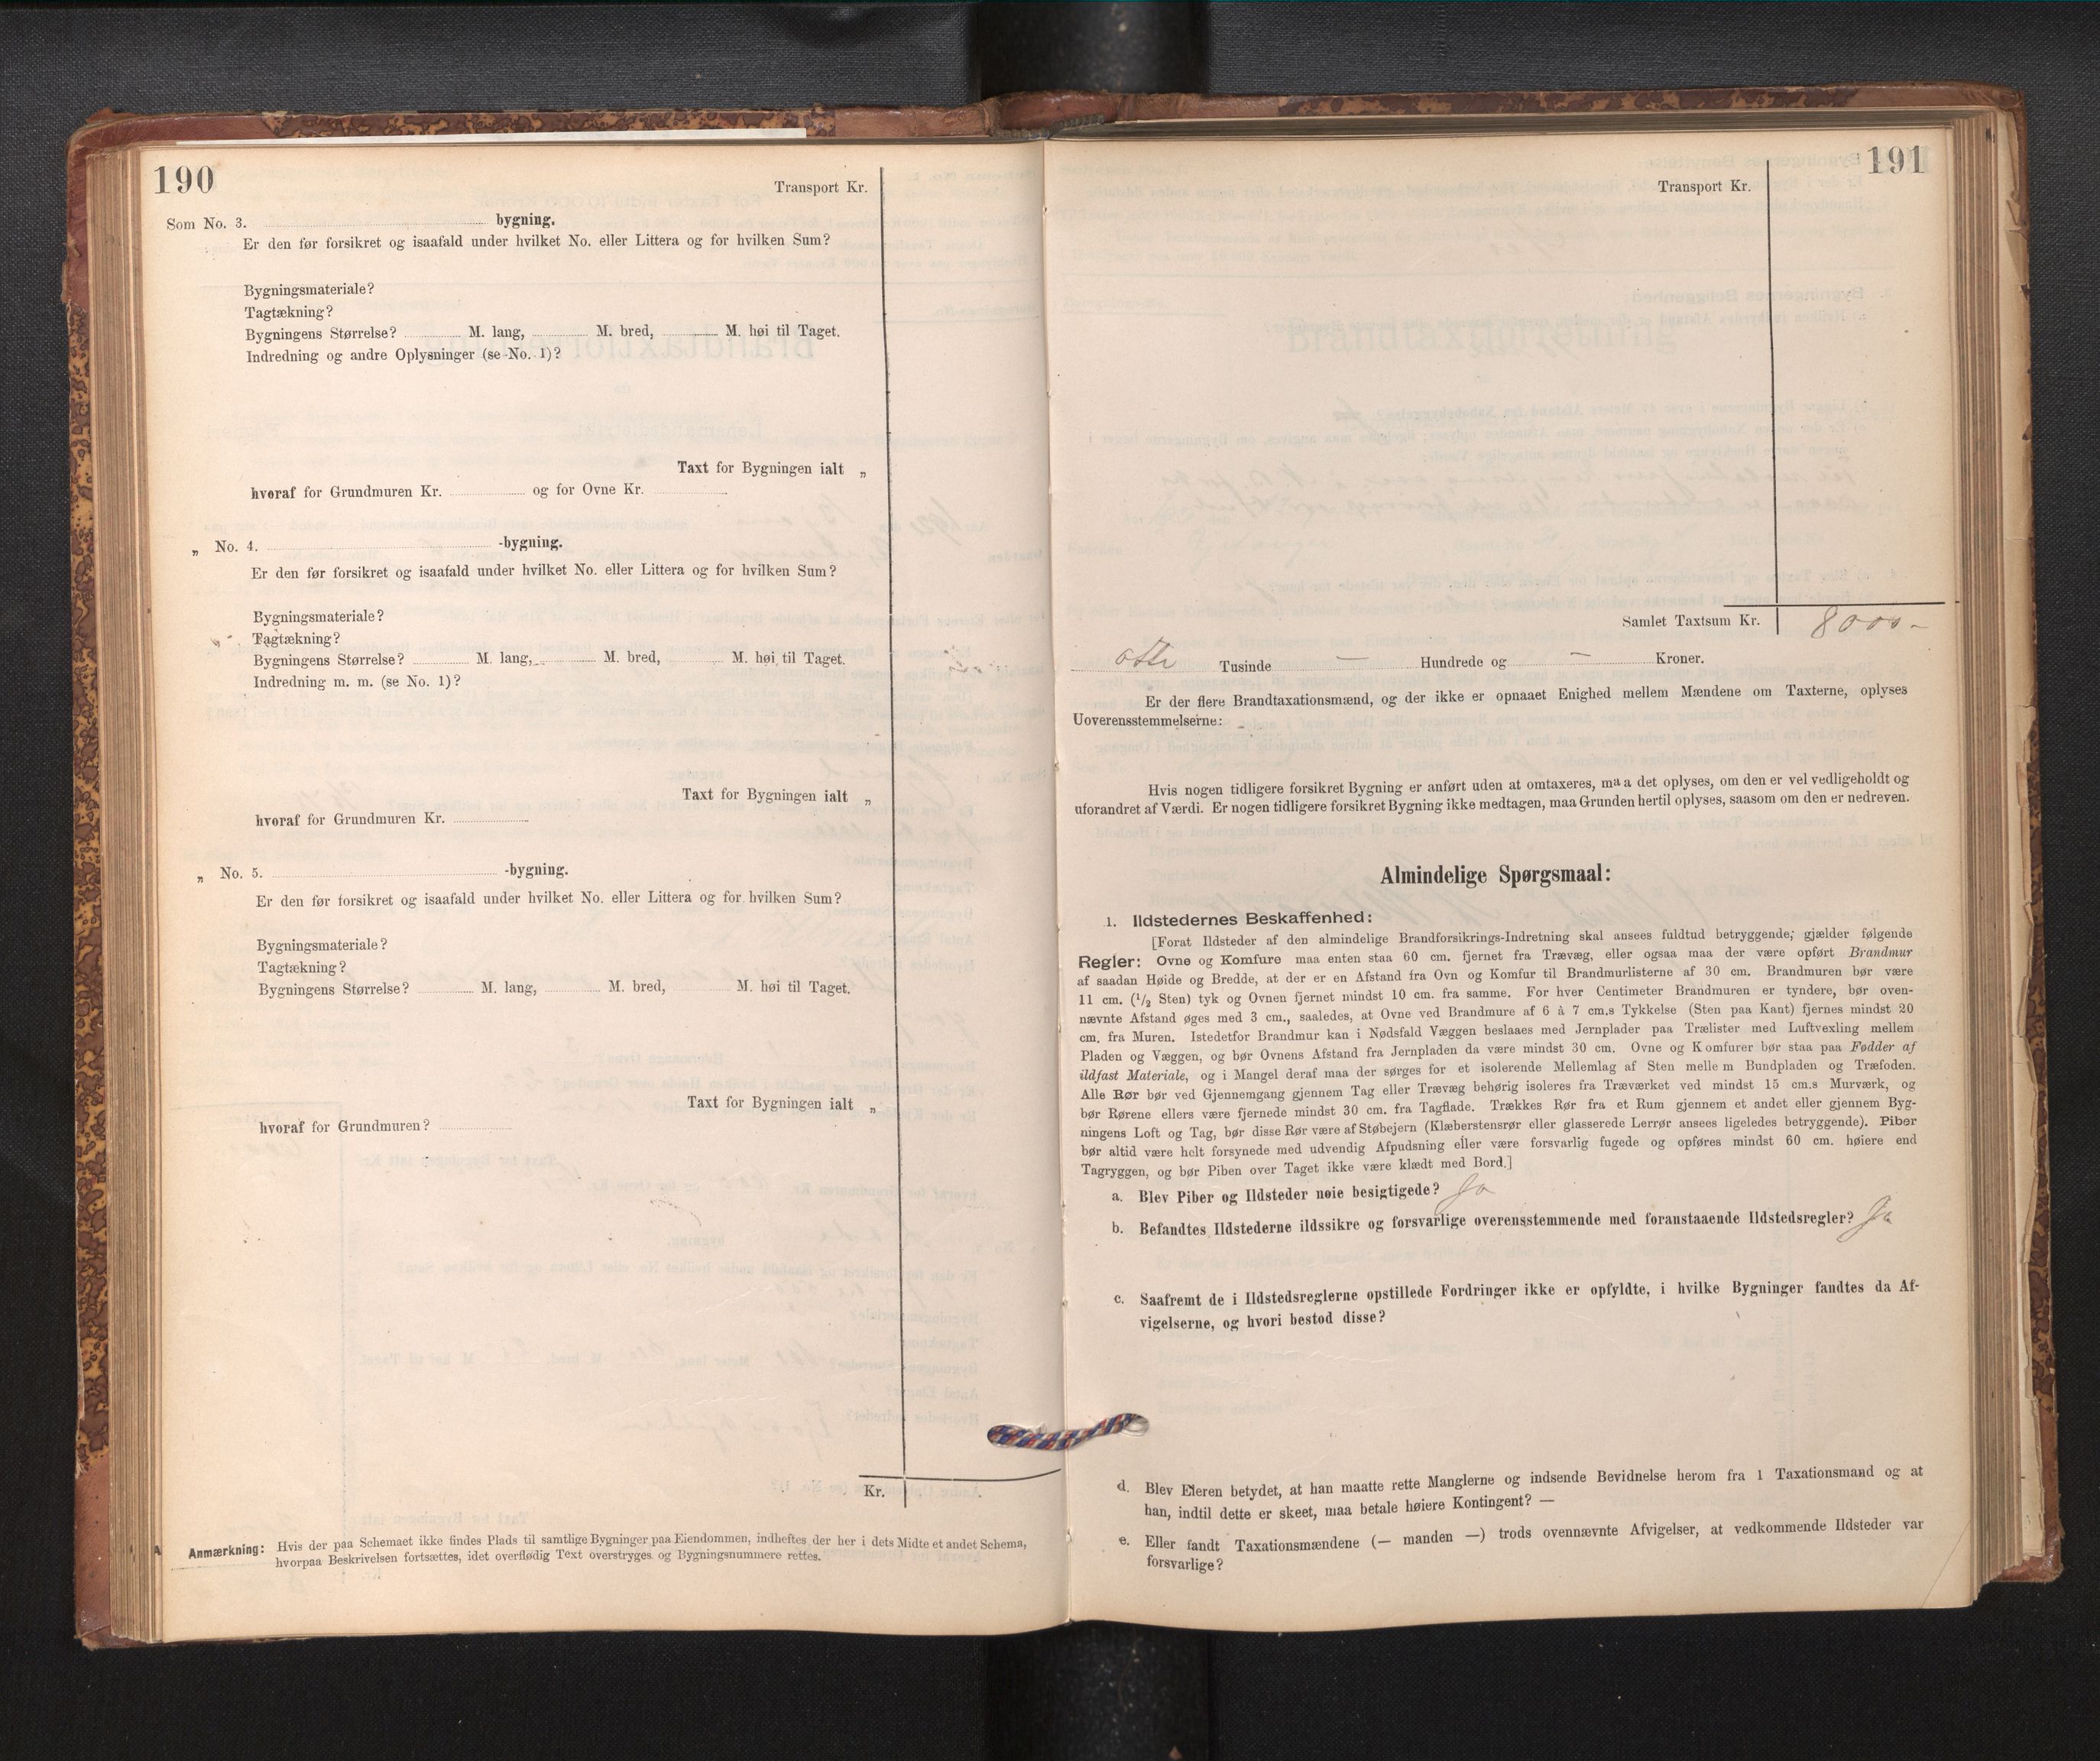 190
Transport Kr.
Som No. 3. bygning.
Er den før forsikret og isaafald under hvilket No. eller Littera og for hvilken Sum?
Bygningsmateriale?
Tagtækning?
Bygningens Størrelse? M. lang, M. bred, M. høi til Taget.
Indredning og andre Oplysninger (se No. 1)?
Taxt for Bygningen ialt „
hvoraf for Grundmuren Kr. og for Ovne Kr.
„ No. 4. -bygning.
Er den før forsikret og isaafald under hvilket No. eller Littera og for hvilken Sum?
Bygningsmateriale?
Tagtækning?
Bygningens Størrelse? M. lang, M. bred, M. høi til Taget.
Indredning m. m. (se No. 1)?
Taxt for Bygningen ialt „
hvoraf for Grundmuren Kr.
„ No. 5. -bygning.
Er den før forsikret og isaafald under hvilket No. eller Littera og for hvilken Sum?
Bygningsmateriale?
Tagtækning?
Bygningens Størrelse? M. lang, M. bred, M. høi til Taget.
Taxt for Bygningen ialt „
hvoraf for Grundmuren?
Kr.
Anmærkning: Hvis der paa Schemaet ikke findes Plads til samtlige Bygninger paa Eiendommen, indheftes der her i dets Midte et andet Schema,
hvorpaa Beskrivelsen fortsættes, idet overflødig Text overstryges og Bygningsnummere rettes.
191
Transport Kr.
Samlet Taxtsum Kr. 8000 -
otte Tusinde — Hundrede og — Kroner.
Er der flere Brandtaxationsmænd, og der ikke er opnaaet Enighed mellem Mændene om Taxterne, oplyses
Uoverensstemmelserne:
Hvis nogen tidligere forsikret Bygning er anført uden at omtaxeres, maa det oplyses, om den er vel vedligeholdt og
uforandret af Værdi. Er nogen tidligere forsikret Bygning ikke medtagen, maa Grunden hertil oplyses, saasom om den er nedreven.
Almindelige Spørgsmaal:
1. Ildstedernes Beskaffenhed:
[Forat Ildsteder af den almindelige Brandforsikrings-Indretning skal ansees fuldtud betryggende, gjælder følgende
Regler: Ovne og Komfure maa enten staa 60 cm. fjernet fra Trævæg, eller ogsaa maa der være opført Brandmur
af saadan Høide og Bredde, at der er en Afstand fra Ovn og Komfur til Brandmurlisterne af 30 cm. Brandmuren bør være
11 cm. (1/2 Sten) tyk og Ovnen fjernet mindst 10 cm. fra samme. For hver Centimeter Brandmuren er tyndere, bør oven-
nævnte Afstand øges med 3 cm., saaledes, at Ovne ved Brandmure af 6 à 7 cm.s Tykkelse (Sten paa Kant) fjernes mindst 20
cm. fra Muren. Istedetfor Brandmur kan i Nødsfald Væggen beslaaes med Jernplader paa Trælister med Luftvexling mellem
Pladen og Væggen, og bør Ovnens Afstand fra Jernpladen da være mindst 30 cm. Ovne og Komfurer bør staa paa Fødder af
ildfast Materiale, og i Mangel deraf maa der sørges for et isolerende Mellemlag af Sten mellem Bundpladen og Træfoden.
Alle Rør bør ved Gjennemgang gjennem Tag eller Trævæg behørig isoleres fra Træværket ved mindst 15 cm.s Murværk, og
bør Rørene ellers være fjernede mindst 30 cm. fra Tagflade. Trækkes Rør fra et Rum gjennem et andet eller gjennem Byg-
ningens Loft og Tag, bør disse Rør være af Støbejern (Klæberstensrør eller glasserede Lerrør ansees ligeledes betryggende). Piber
bør altid være helt forsynede med udvendig Afpudsning eller være forsvarlig fugede og opføres mindst 60 cm. høiere end
Tagryggen, og bør Piben over Taget ikke være klædt med Bord.]
a. Blev Piber og Ildsteder nøie besigtigede? Ja
b. Befandtes Ildstederne ildssikre og forsvarlige overensstemmende med foranstaaende Ildstedsregler? Ja
c. Saafremt de i Ildstedsreglerne opstillede Fordringer ikke er opfyldte, i hvilke Bygninger fandtes da Af-
vigelserne, og hvori bestod disse?
d. Blev Eieren betydet, at han maatte rette Manglerne og indsende Bevidnelse herom fra 1 Taxationsmand og at
han, indtil dette er skeet, maa betale høiere Kontingent? —
e. Eller fandt Taxationsmændene (— manden —) trods ovennævnte Afvigelser, at vedkommende Ildsteder var
forsvarlige?